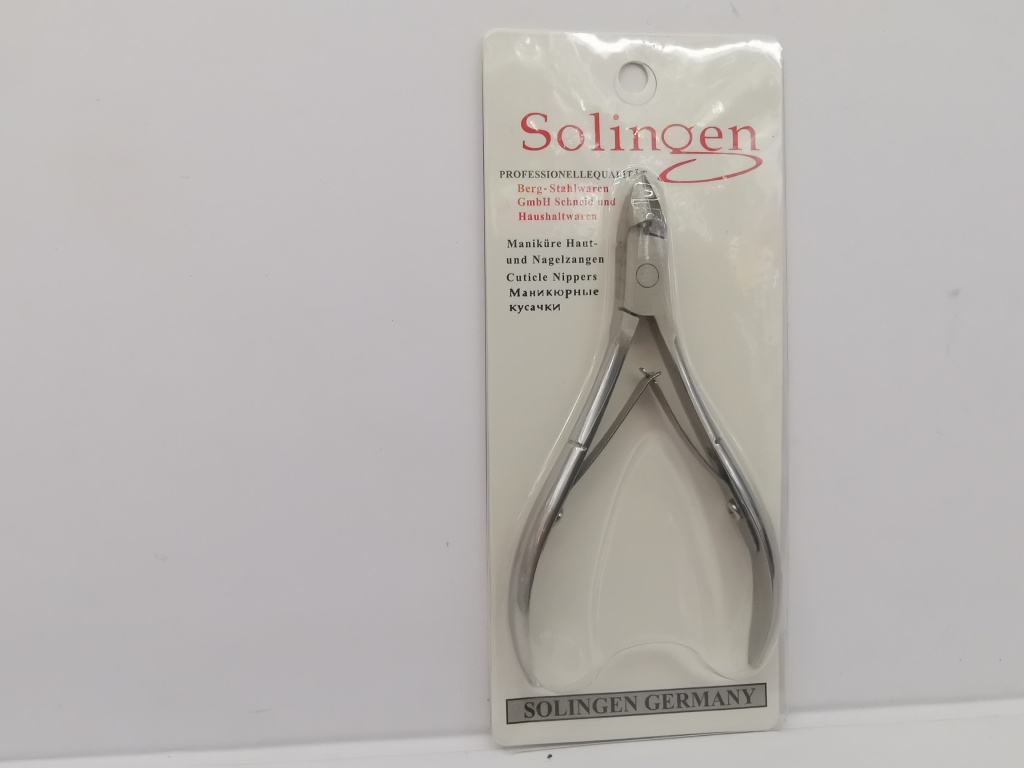 Solingen
PROFESSIONELLEQUALITÄT
Berg-Stahlwaren
GmbH Schneid und
Haushaltwaren
Maniküre Haut-
und Nagelzangen
Cuticle Nippers
Маникюрные
кусачки
SOLINGEN GERMANY